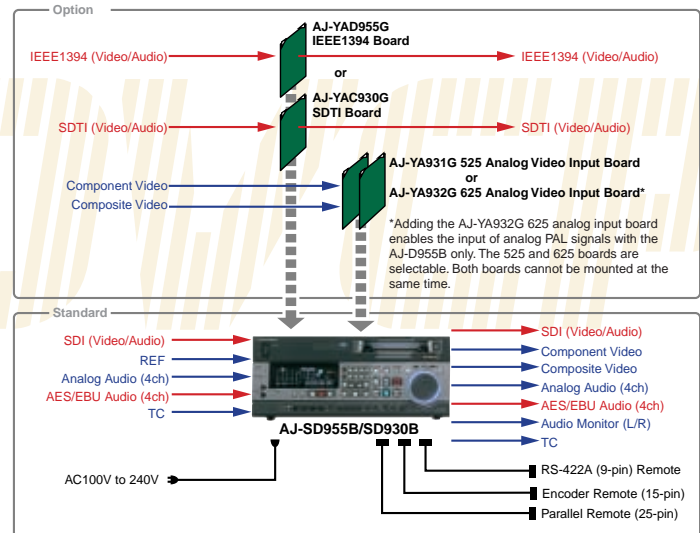 Option
AJ-YAD955G
IEEE1394 Board
IEEE1394 (Video/Audio)
IEEE1394 (Video/Audio)
or
AJ-YAC930G
SDTI Board
SDTI (Video/Audio)
SDTI (Video/Audio)
AJ-YA931G 525 Analog Video Input Board
or
AJ-YA932G 625 Analog Video Input Board*
Component Video
Composite Video
*Adding the AJ-YA932G 625 analog input board
enables the input of analog PAL signals with the
AJ-D955B only. The 525 and 625 boards are
selectable. Both boards cannot be mounted at the
same time.
Standard
SDI (Video/Audio)
REF
Analog Audio (4ch)
AES/EBU Audio (4ch)
TC
SDI (Video/Audio)
Component Video
Composite Video
Analog Audio (4ch)
AES/EBU Audio (4ch)
Audio Monitor (L/R)
TC
AJ-SD955B/SD930B
AC100V to 240V
RS-422A (9-pin) Remote
Encoder Remote (15-pin)
Parallel Remote (25-pin)